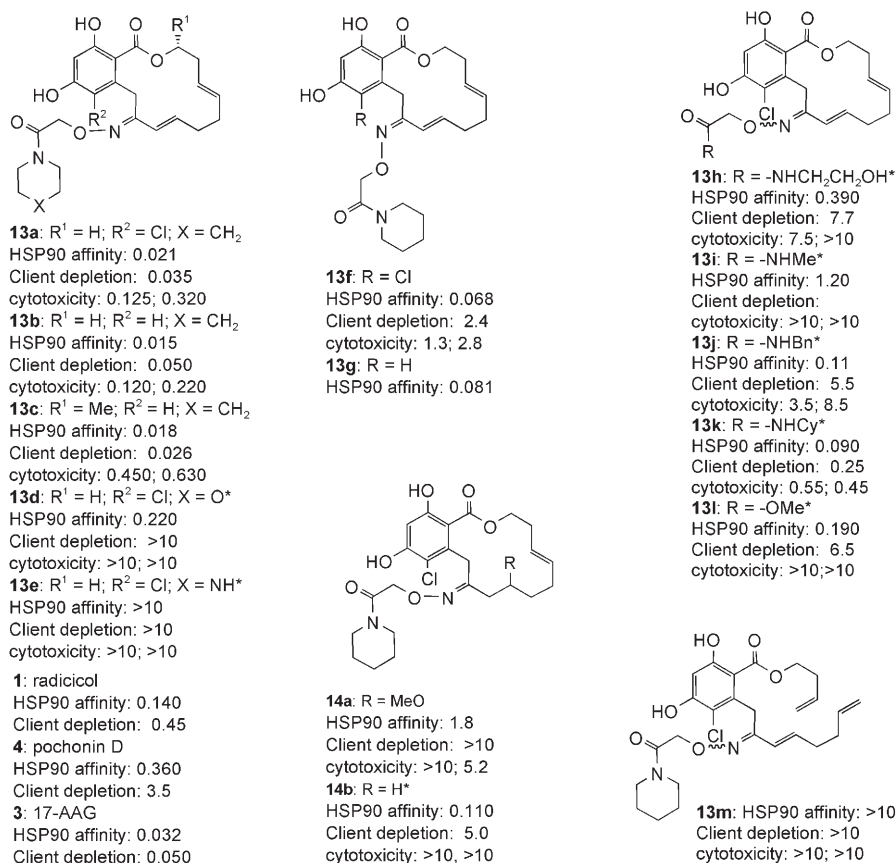 R¹
HO
O
O
HO
R²
O
O
N
N
X
13a: R¹ = H; R² = Cl; X = CH₂
HSP90 affinity: 0.021
Client depletion: 0.035
cytotoxicity: 0.125; 0.320
13b: R¹ = H; R² = H; X = CH₂
HSP90 affinity: 0.015
Client depletion: 0.050
cytotoxicity: 0.120; 0.220
13c: R¹ = Me; R² = H; X = CH₂
HSP90 affinity: 0.018
Client depletion: 0.026
cytotoxicity: 0.450; 0.630
13d: R¹ = H; R² = Cl; X = O*
HSP90 affinity: 0.220
Client depletion: >10
cytotoxicity: >10; >10
13e: R¹ = H; R² = Cl; X = NH*
HSP90 affinity: >10
Client depletion: >10
cytotoxicity: >10; >10
1: radicicol
HSP90 affinity: 0.140
Client depletion: 0.45
4: pochonin D
HSP90 affinity: 0.360
Client depletion: 3.5
3: 17-AAG
HSP90 affinity: 0.032
Client depletion: 0.050
HO
O
O
HO
R
N
O
O
N
13f: R = Cl
HSP90 affinity: 0.068
Client depletion: 2.4
cytotoxicity: 1.3; 2.8
13g: R = H
HSP90 affinity: 0.081
HO
O
O
HO
Cl
R
O
O
N
N
14a: R = MeO
HSP90 affinity: 1.8
Client depletion: >10
cytotoxicity: >10; 5.2
14b: R = H*
HSP90 affinity: 0.110
Client depletion: 5.0
cytotoxicity: >10, >10
HO
O
O
HO
Cl
O
O
N
R
13h: R = -NHCH₂CH₂OH*
HSP90 affinity: 0.390
Client depletion: 7.7
cytotoxicity: 7.5; >10
13i: R = -NHMe*
HSP90 affinity: 1.20
Client depletion:
cytotoxicity: >10; >10
13j: R = -NHBn*
HSP90 affinity: 0.11
Client depletion: 5.5
cytotoxicity: 3.5; 8.5
13k: R = -NHCy*
HSP90 affinity: 0.090
Client depletion: 0.25
cytotoxicity: 0.55; 0.45
13l: R = -OMe*
HSP90 affinity: 0.190
Client depletion: 6.5
cytotoxicity: >10;>10
HO
O
O
HO
Cl
O
O
N
N
13m: HSP90 affinity: >10
Client depletion: >10
cytotoxicity: >10; >10